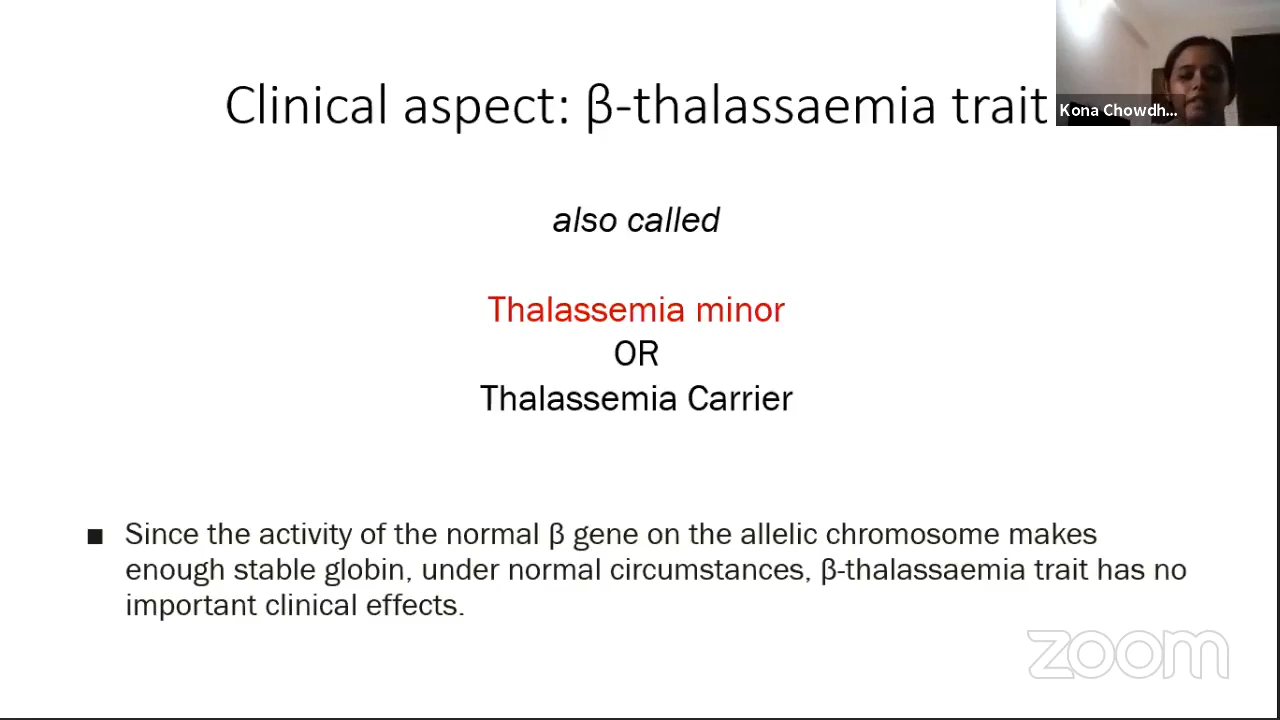 Clinical aspect: β-thalassaemia trait
Kona Chowdh...
also called
Thalassemia minor
OR
Thalassemia Carrier
■ Since the activity of the normal β gene on the allelic chromosome makes
enough stable globin, under normal circumstances, β-thalassaemia trait has no
important clinical effects.
zoom